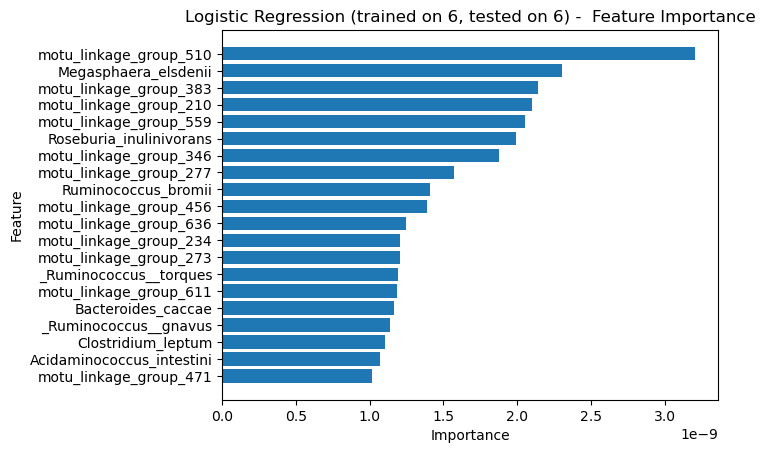 Logistic Regression (trained on 6, tested on 6) -  Feature Importance
motu_linkage_group_510
Megasphaera_elsdenii
motu_linkage_group_383
motu_linkage_group_210
motu_linkage_group_559
Roseburia_inulinivorans
motu_linkage_group_346
motu_linkage_group_277
Ruminococcus_bromii
motu_linkage_group_456
motu_linkage_group_636
motu_linkage_group_234
motu_linkage_group_273
_Ruminococcus__torques
motu_linkage_group_611
Bacteroides_caccae
_Ruminococcus__gnavus
Clostridium_leptum
Acidaminococcus_intestini
motu_linkage_group_471
Feature
0.0 0.5 1.0 1.5 2.0 2.5 3.0
1e−9
Importance